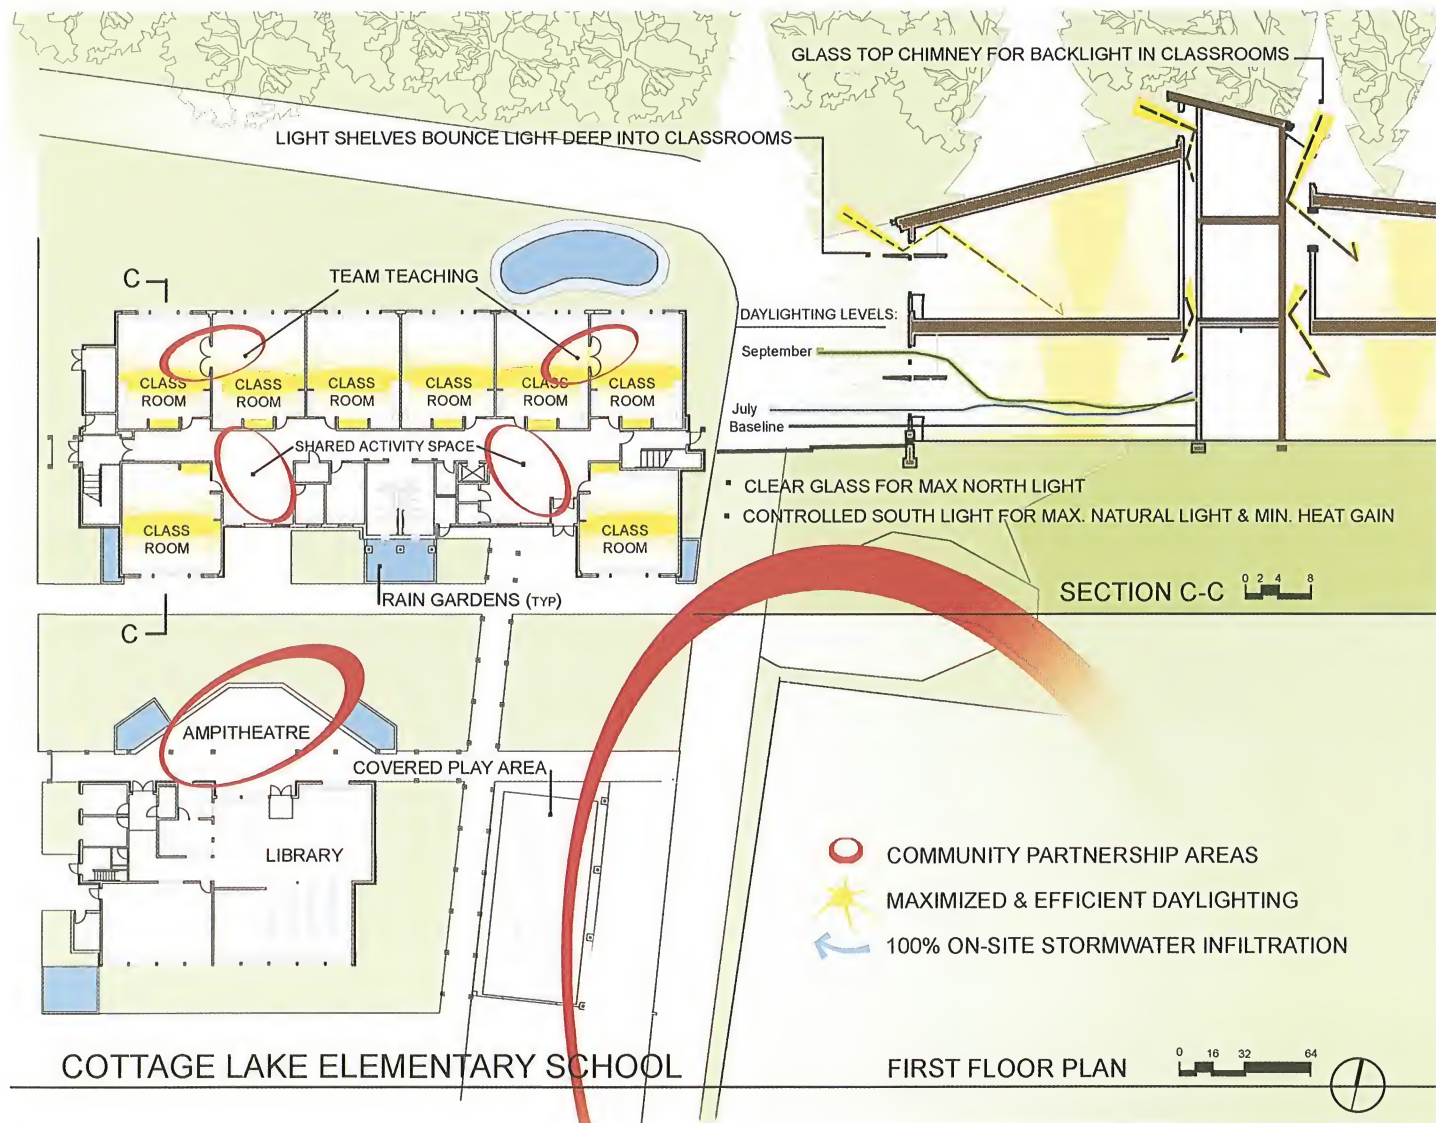 GLASS TOP CHIMNEY FOR BACKLIGHT IN CLASSROOMS
LIGHT SHELVES BOUNCE LIGHT DEEP INTO CLASSROOMS
C
TEAM TEACHING
DAYLIGHTING LEVELS:
September
July
Baseline
CLASS
ROOM
CLASS
ROOM
CLASS
ROOM
CLASS
ROOM
CLASS
ROOM
CLASS
ROOM
SHARED ACTIVITY SPACE
CLASS
ROOM
CLASS
ROOM
▪ CLEAR GLASS FOR MAX NORTH LIGHT
▪ CONTROLLED SOUTH LIGHT FOR MAX. NATURAL LIGHT & MIN. HEAT GAIN
RAIN GARDENS (TYP)
SECTION C-C
0 2 4 8
C
AMPITHEATRE
COVERED PLAY AREA
LIBRARY
COMMUNITY PARTNERSHIP AREAS
MAXIMIZED & EFFICIENT DAYLIGHTING
100% ON-SITE STORMWATER INFILTRATION
COTTAGE LAKE ELEMENTARY SCHOOL
FIRST FLOOR PLAN
0 16 32 64